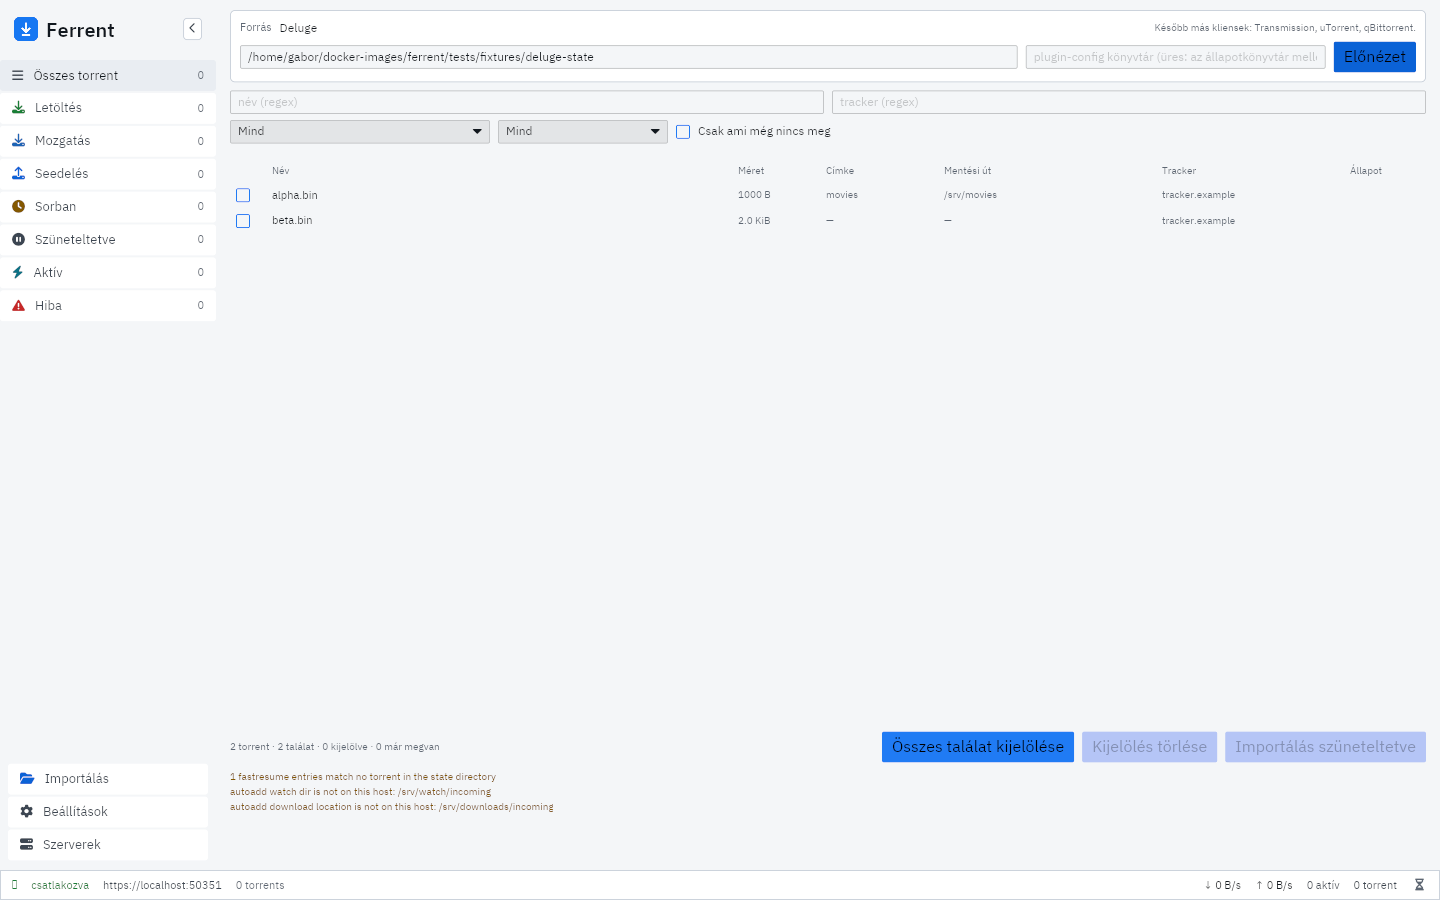 Ferrent
Összes torrent 0
Letöltés 0
Mozgatás 0
Seedelés 0
Sorban 0
Szüneteltetve 0
Aktív 0
Hiba 0
Importálás
Beállítások
Szerverek
Forrás Deluge Később más kliensek: Transmission, uTorrent, qBittorrent.
/home/gabor/docker-images/ferrent/tests/fixtures/deluge-state plugin-config könyvtár (üres: az állapotkönyvtár Előnézet
név (regex) tracker (regex)
Mind Mind Csak ami még nincs meg
Név Méret Címke Mentési út Tracker Állapot
alpha.bin 1000 B movies /srv/movies tracker.example
beta.bin 2.0 KiB — — tracker.example
2 torrent · 2 találat · 0 kijelölve · 0 már megvan Összes találat kijelölése Kijelölés törlése Importálás szüneteltetve
1 fastresume entries match no torrent in the state directory
autoadd watch dir is not on this host: /srv/watch/incoming
autoadd download location is not on this host: /srv/downloads/incoming
csatlakozva https://localhost:50351 0 torrents ↓ 0 B/s ↑ 0 B/s 0 aktív 0 torrent